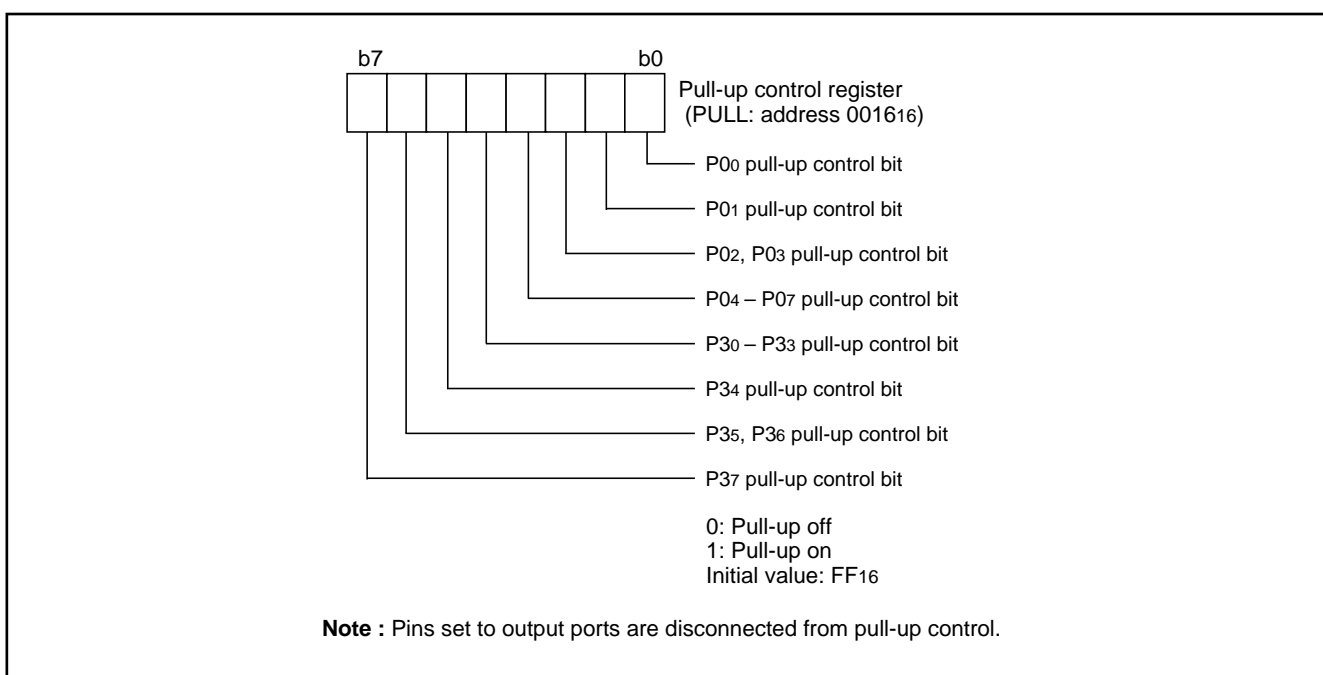 b7 b0
Pull-up control register
(PULL: address 001616)
P00 pull-up control bit
P01 pull-up control bit
P02, P03 pull-up control bit
P04 – P07 pull-up control bit
P30 – P33 pull-up control bit
P34 pull-up control bit
P35, P36 pull-up control bit
P37 pull-up control bit
0: Pull-up off
1: Pull-up on
Initial value: FF16
Note : Pins set to output ports are disconnected from pull-up control.